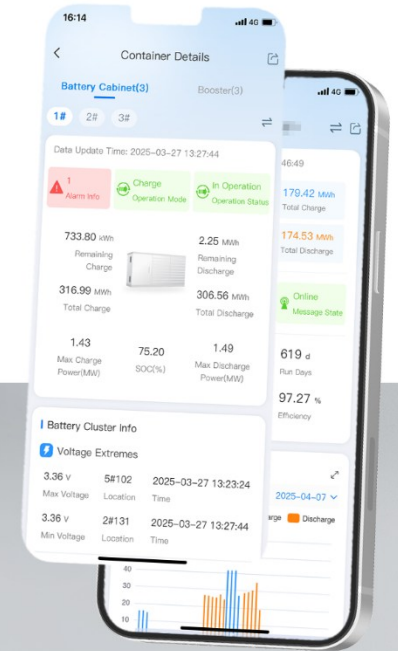 16:14
4G
Container Details
Battery Cabinet(3)
Booster(3)
1#
2#
3#
Data Update Time: 2025-03-27 13:27:44
1
Alarm Info
Charge
Operation Mode
In Operation
Operation Status
733.80 kWh
Remaining
Charge
2.25 MWh
Remaining
Discharge
316.99 MWh
Total Charge
306.56 MWh
Total Discharge
1.43
Max Charge
Power(MW)
75.20
SOC(%)
1.49
Max Discharge
Power(MW)
Battery Cluster Info
Voltage Extremes
3.36 V
5#102
2025-03-27 13:23:24
Max Voltage
Location
Time
3.36 V
2#131
2025-03-27 13:27:44
Min Voltage
Location
Time
4G
46:49
179.42 MWh
Total Charge
174.53 MWh
Total Discharge
Online
Message State
619 d
Run Days
97.27 %
Efficiency
2025-04-07
arge
Discharge
40
30
20
10